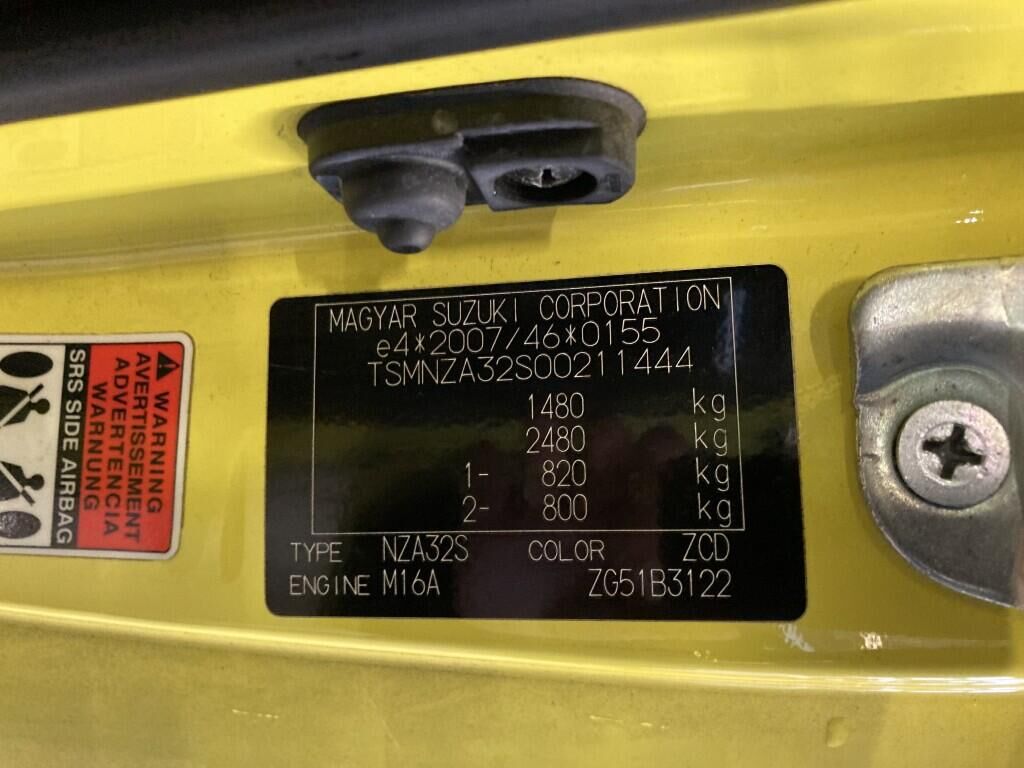 MAGYAR SUZUKI CORPORATION
e4*2007/46*0155
TSMNZA32S00211444
1480 kg
2480 kg
1- 820 kg
2- 800 kg
TYPE NZA32S COLOR ZCD
ENGINE M16A ZG51B3122
WARNING
AVERTISSEMENT
ADVERTENCIA
WARNUNG
SRS SIDE AIRBAG